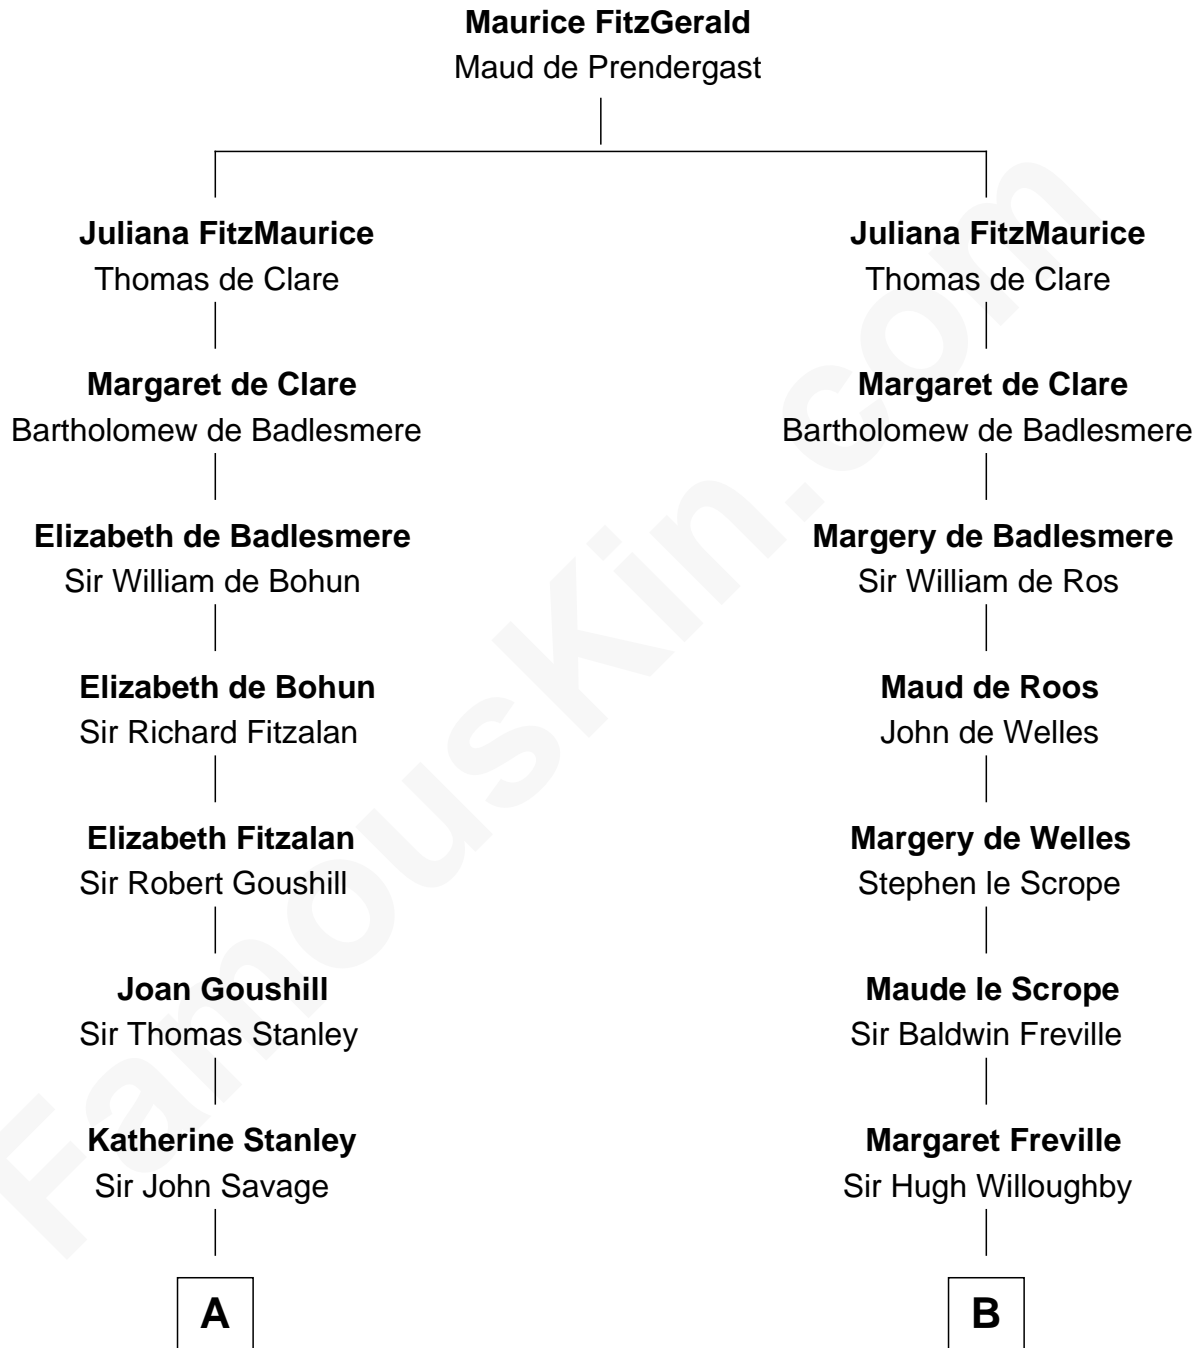 Maurice FitzGerald
Maud de Prendergast
Juliana FitzMaurice
Thomas de Clare
Margaret de Clare
Bartholomew de Badlesmere
Elizabeth de Badlesmere
Sir William de Bohun
Elizabeth de Bohun
Sir Richard Fitzalan
Elizabeth Fitzalan
Sir Robert Goushill
Joan Goushill
Sir Thomas Stanley
Katherine Stanley
Sir John Savage
A
Juliana FitzMaurice
Thomas de Clare
Margaret de Clare
Bartholomew de Badlesmere
Margery de Badlesmere
Sir William de Ros
Maud de Roos
John de Welles
Margery de Welles
Stephen le Scrope
Maude le Scrope
Sir Baldwin Freville
Margaret Freville
Sir Hugh Willoughby
B
FamousKin.com